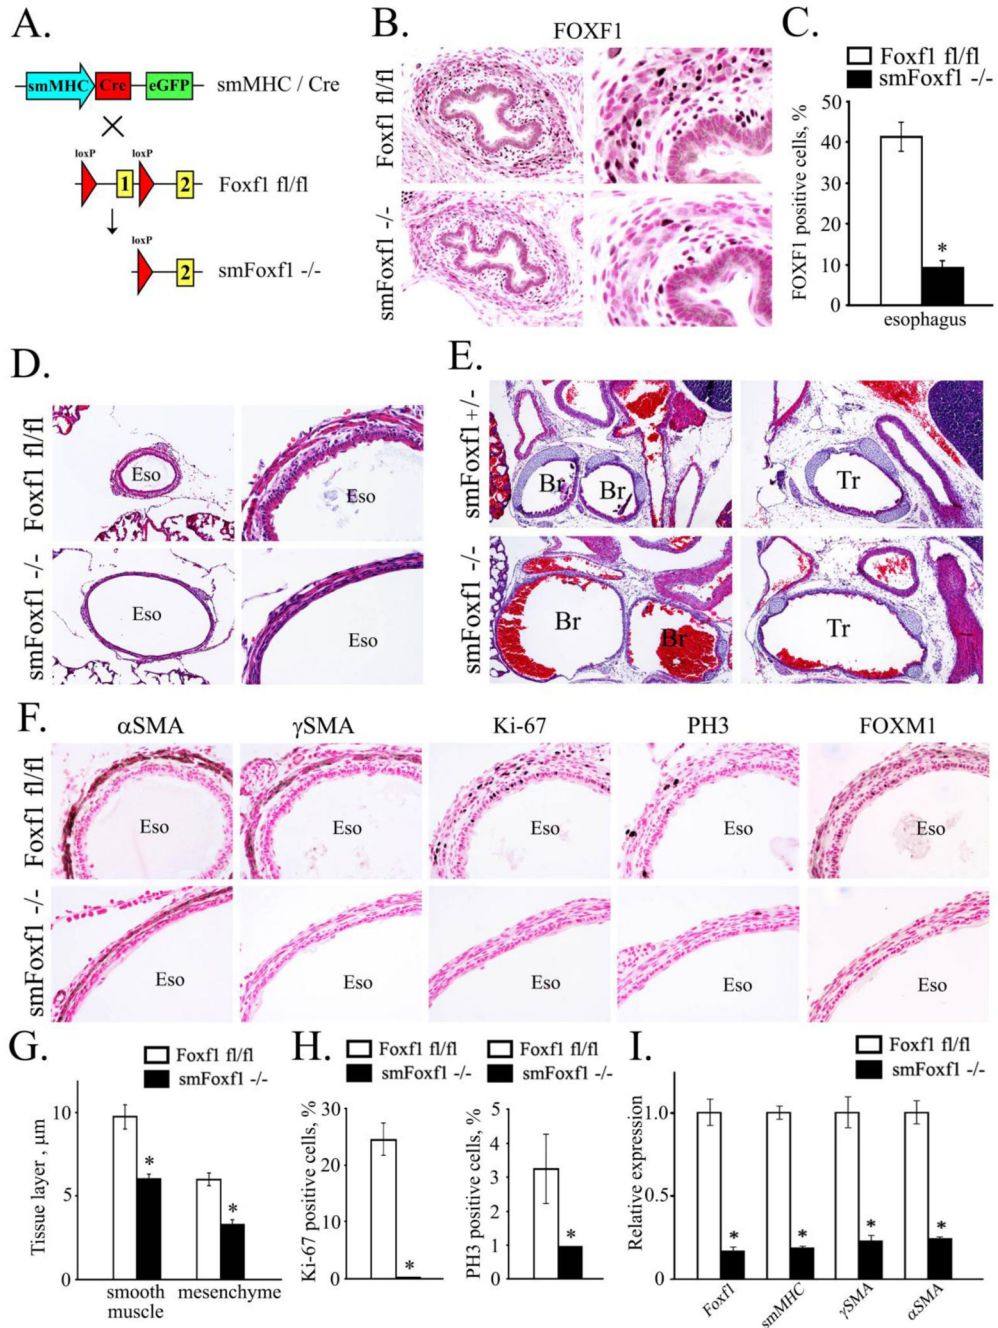 A.
smMHC
Cre
eGFP
smMHC / Cre
loxP
loxP
1
2
Foxf1 fl/fl
loxP
2
smFoxf1 -/-
B.
FOXF1
Foxf1 fl/fl
smFoxf1 -/-
C.
Foxf1 fl/fl
smFoxf1 -/-
FOXF1 positive cells, %
50
40
30
20
10
0
*
esophagus
D.
Foxf1 fl/fl
Eso
Eso
smFoxf1 -/-
Eso
Eso
E.
smFoxf1 +/-
Br
Br
Tr
smFoxf1 -/-
Br
Br
Tr
F.
αSMA
γSMA
Ki-67
PH3
FOXM1
Foxf1 fl/fl
Eso
Eso
Eso
Eso
Eso
smFoxf1 -/-
Eso
Eso
Eso
Eso
Eso
G.
Foxf1 fl/fl
smFoxf1 -/-
Tissue layer , μm
10
5
0
*
*
smooth
muscle
mesenchyme
H.
Foxf1 fl/fl
smFoxf1 -/-
Ki-67 positive cells, %
30
20
10
0
*
Foxf1 fl/fl
smFoxf1 -/-
PH3 positive cells, %
5
4
3
2
1
0
*
I.
Foxf1 fl/fl
smFoxf1 -/-
Relative expression
1.0
0.5
0
*
*
*
*
Foxf1
smMHC
γSMA
αSMA